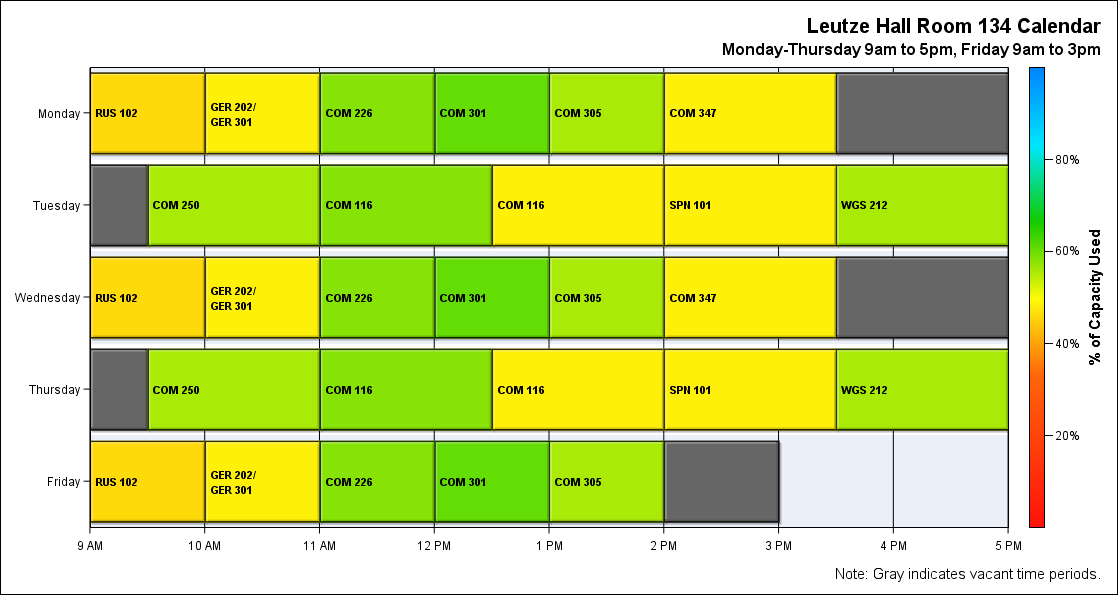 Leutze Hall Room 134 Calendar
Monday-Thursday 9am to 5pm, Friday 9am to 3pm
Monday
RUS 102
GER 202/
GER 301
COM 226
COM 301
COM 305
COM 347
Tuesday
COM 250
COM 116
COM 116
SPN 101
WGS 212
Wednesday
RUS 102
GER 202/
GER 301
COM 226
COM 301
COM 305
COM 347
Thursday
COM 250
COM 116
COM 116
SPN 101
WGS 212
Friday
RUS 102
GER 202/
GER 301
COM 226
COM 301
COM 305
9 AM
10 AM
11 AM
12 PM
1 PM
2 PM
3 PM
4 PM
5 PM
80%
60%
40%
20%
% of Capacity Used
Note: Gray indicates vacant time periods.